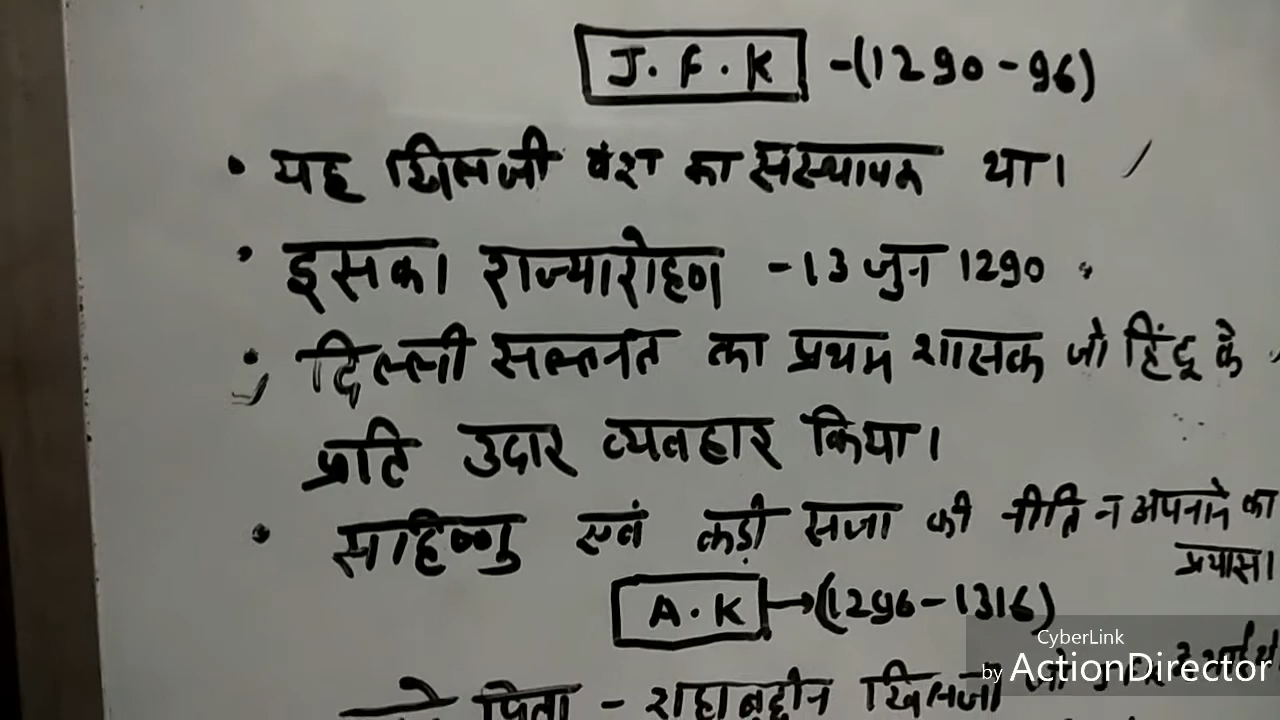 J.F.K -(1290-96)
• यह खिलजी वंश का संस्थापक था।
• इसका राज्यारोहण -13 जुन 1290
• दिल्ली सल्तनत का प्रथम शासक जो हिंदू के
प्रति उदार व्यवहार किया।
• साहिष्णु एवं कड़ी सजा की नीति न अपनाने का
प्रयास।
A.K →(1296-1316)
पिता - शहाबुद्दीन खिलजी जो
CyberLink
by ActionDirector